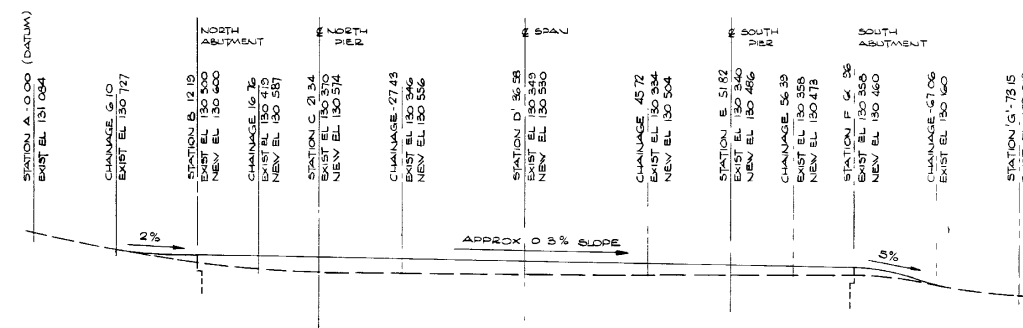 STATION A - 0 00 (DATUM)
EXIST EL 131 084
CHAINAGE 6 10
EXIST EL 130 727
NORTH
ABUTMENT
STATION B 12 19
EXIST EL 130 500
NEW EL 130 600
CHAINAGE 16 76
EXIST EL 130 419
NEW EL 130 587
NORTH
PIER
STATION C 21 34
EXIST EL 130 370
NEW EL 130 574
CHAINAGE - 27 43
EXIST EL 130 346
NEW EL 130 556
SPAN
STATION D' 36 58
EXIST EL 130 349
NEW EL 130 530
CHAINAGE 45 72
EXIST EL 130 334
NEW EL 130 504
SOUTH
PIER
STATION E 51 82
EXIST EL 130 340
NEW EL 130 486
CHAINAGE 56 39
EXIST EL 130 358
NEW EL 130 473
SOUTH
ABUTMENT
STATION F 96
EXIST EL 130 358
NEW EL 130 460
CHAINAGE - 67 06
EXIST EL 130 160
STATION 'G' - 73 15
2%
APPROX 0 3% SLOPE
5%